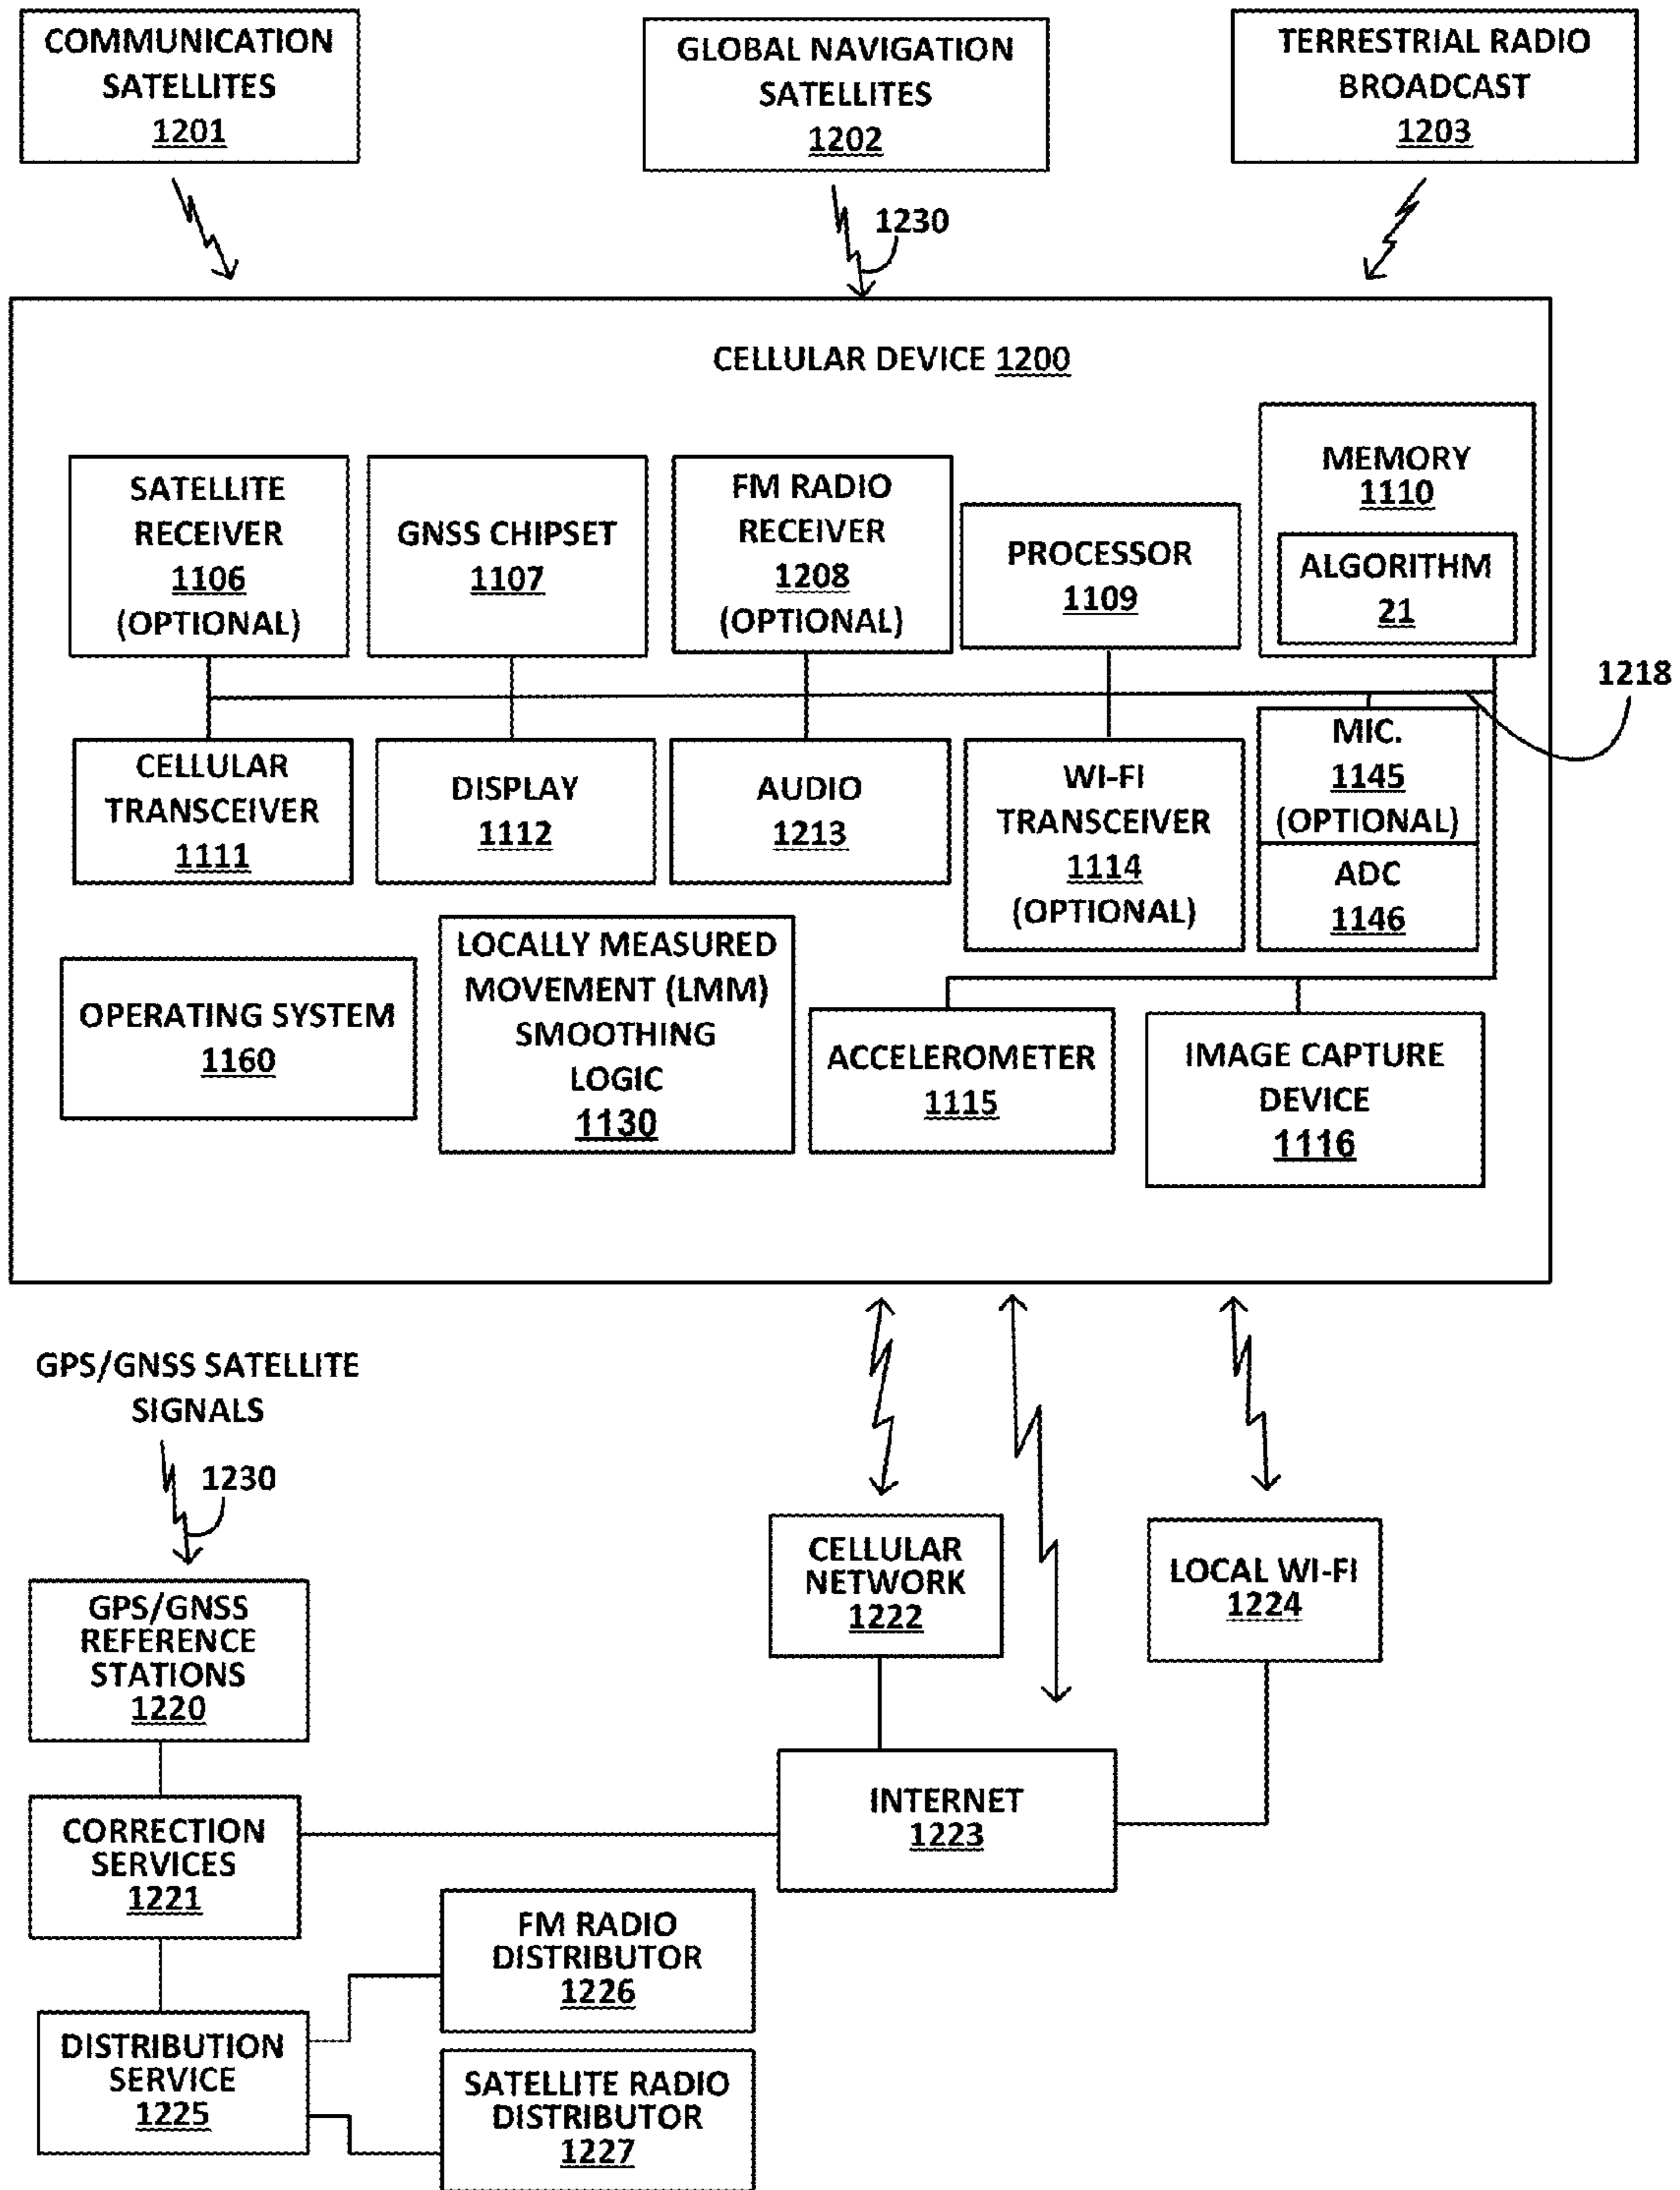 COMMUNICATION
SATELLITES
1201
GLOBAL NAVIGATION
SATELLITES
1202
TERRESTRIAL RADIO
BROADCAST
1203
1230
CELLULAR DEVICE 1200
SATELLITE
RECEIVER
1106
(OPTIONAL)
GNSS CHIPSET
1107
FM RADIO
RECEIVER
1208
(OPTIONAL)
PROCESSOR
1109
MEMORY
1110
ALGORITHM
21
1218
CELLULAR
TRANSCEIVER
1111
DISPLAY
1112
AUDIO
1213
WI-FI
TRANSCEIVER
1114
(OPTIONAL)
MIC.
1145
(OPTIONAL)
ADC
1146
OPERATING SYSTEM
1160
LOCALLY MEASURED
MOVEMENT (LMM)
SMOOTHING
LOGIC
1130
ACCELEROMETER
1115
IMAGE CAPTURE
DEVICE
1116
GPS/GNSS SATELLITE
SIGNALS
1230
GPS/GNSS
REFERENCE
STATIONS
1220
CELLULAR
NETWORK
1222
LOCAL WI-FI
1224
CORRECTION
SERVICES
1221
INTERNET
1223
FM RADIO
DISTRIBUTOR
1226
DISTRIBUTION
SERVICE
1225
SATELLITE RADIO
DISTRIBUTOR
1227